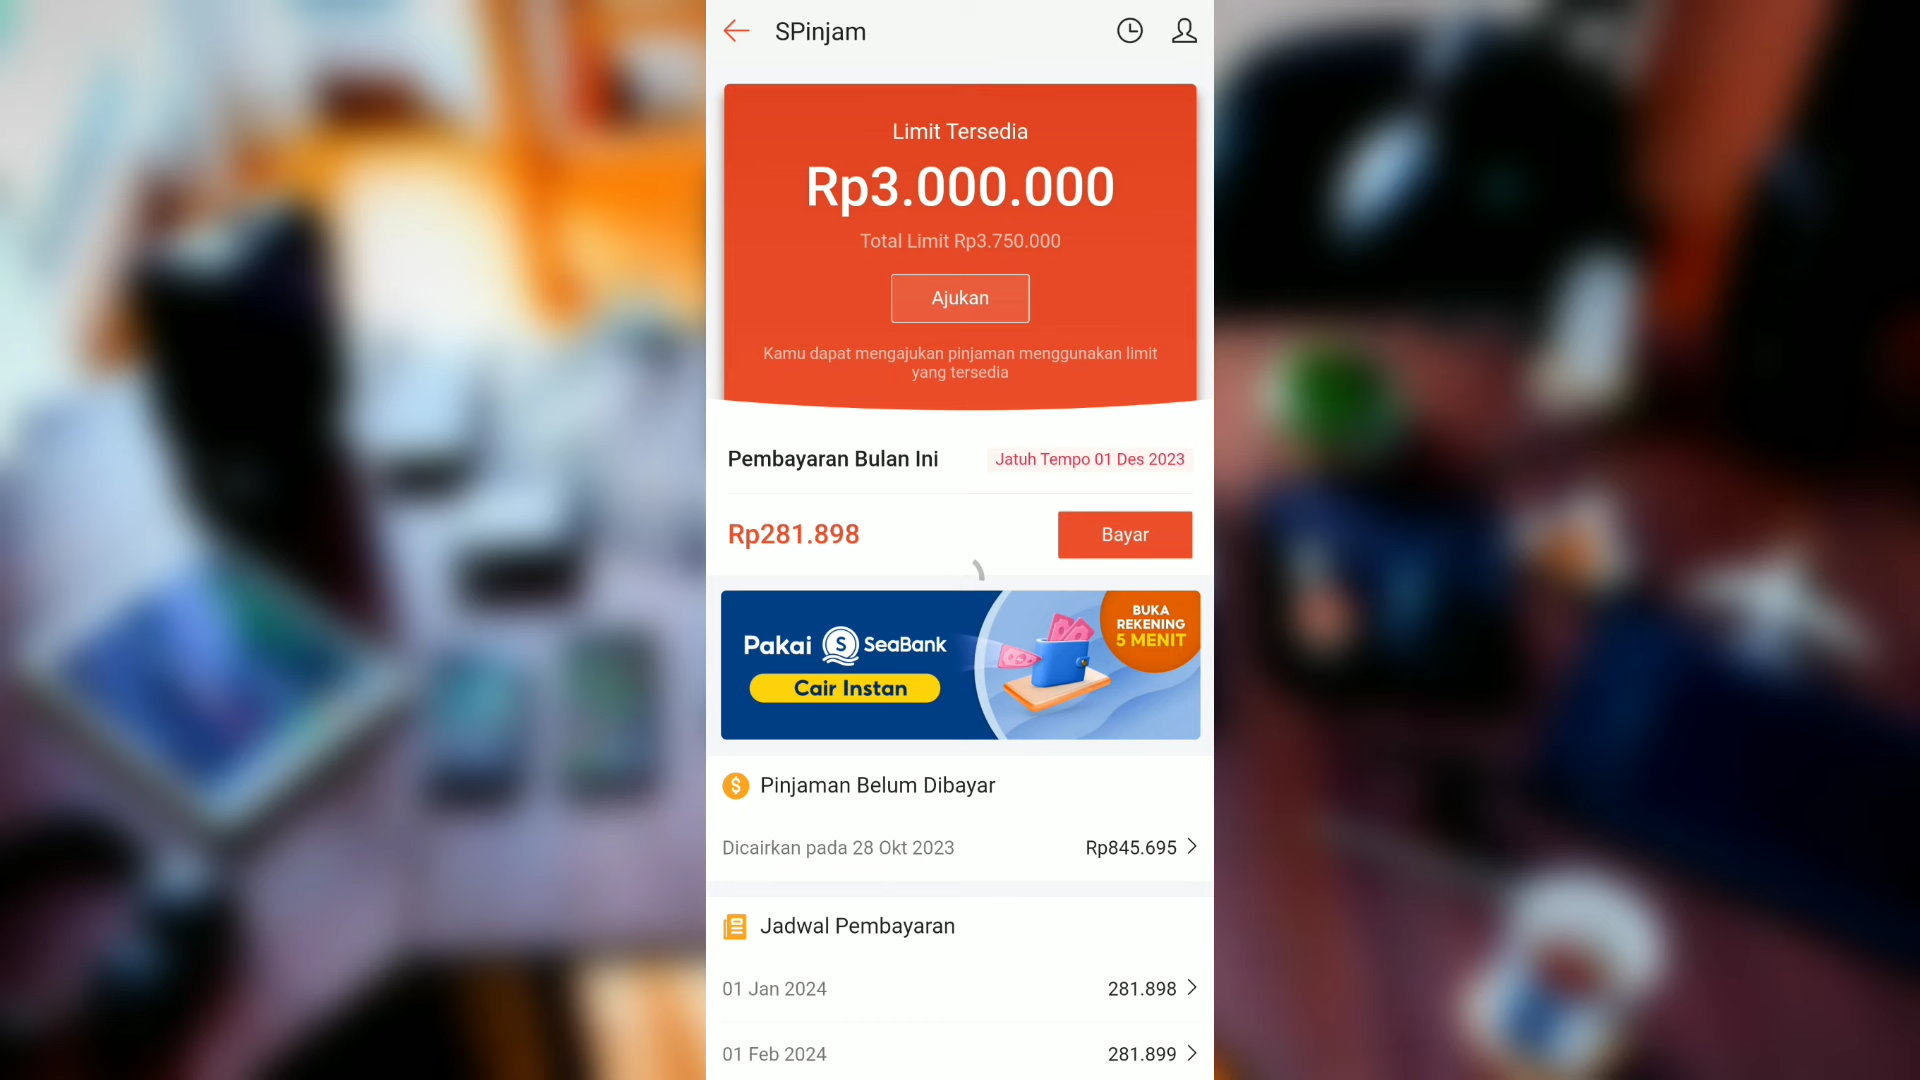 SPinjam
Limit Tersedia
Rp3.000.000
Total Limit Rp3.750.000
Ajukan
Kamu dapat mengajukan pinjaman menggunakan limit
yang tersedia
Pembayaran Bulan Ini
Jatuh Tempo 01 Des 2023
Rp281.898
Bayar
Pakai SeaBank
Cair Instan
BUKA
REKENING
5 MENIT
Pinjaman Belum Dibayar
Dicairkan pada 28 Okt 2023
Rp845.695
Jadwal Pembayaran
01 Jan 2024
281.898
01 Feb 2024
281.899